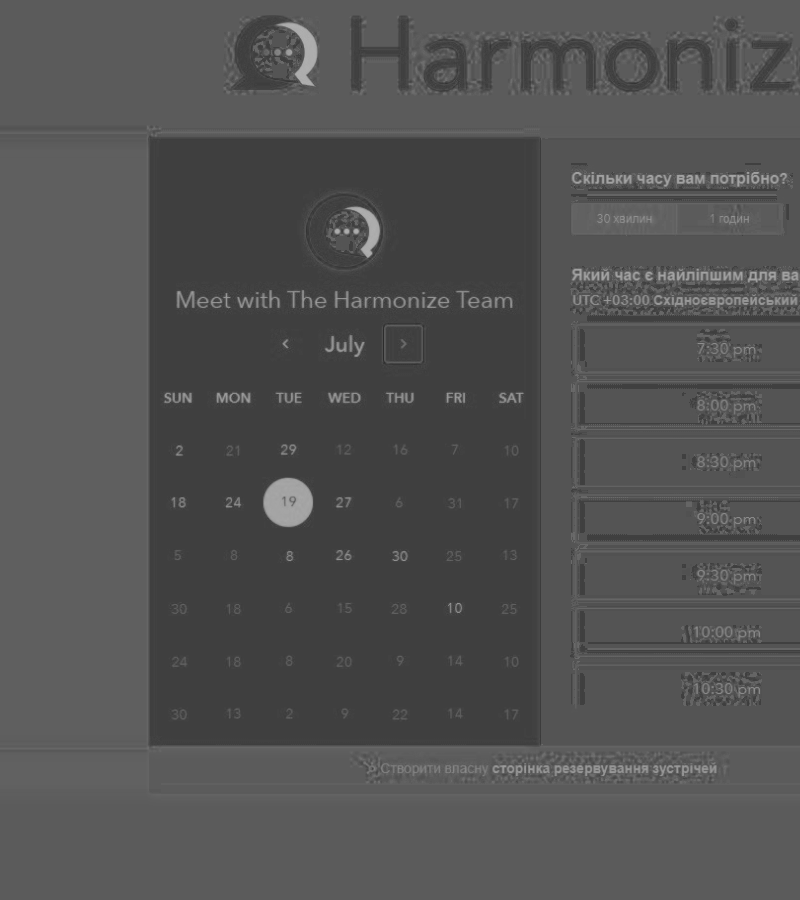 Harmoniz
Meet with The Harmonize Team
July
SUN MON TUE WED THU FRI SAT
2 21 29 12 16 7 10
18 24 19 27 6 31 17
5 8 8 26 30 25 13
30 18 6 15 28 10 25
24 18 8 20 9 14 10
30 13 2 9 22 14 17
Скільки часу вам потрібно?
30 хвилин 1 годин
Який час є найліпшим для ва
UTC +03:00 Східноєвропейський
7:30 pm
8:00 pm
8:30 pm
9:00 pm
9:30 pm
10:00 pm
10:30 pm
Створити власну сторінка резервування зустрічей